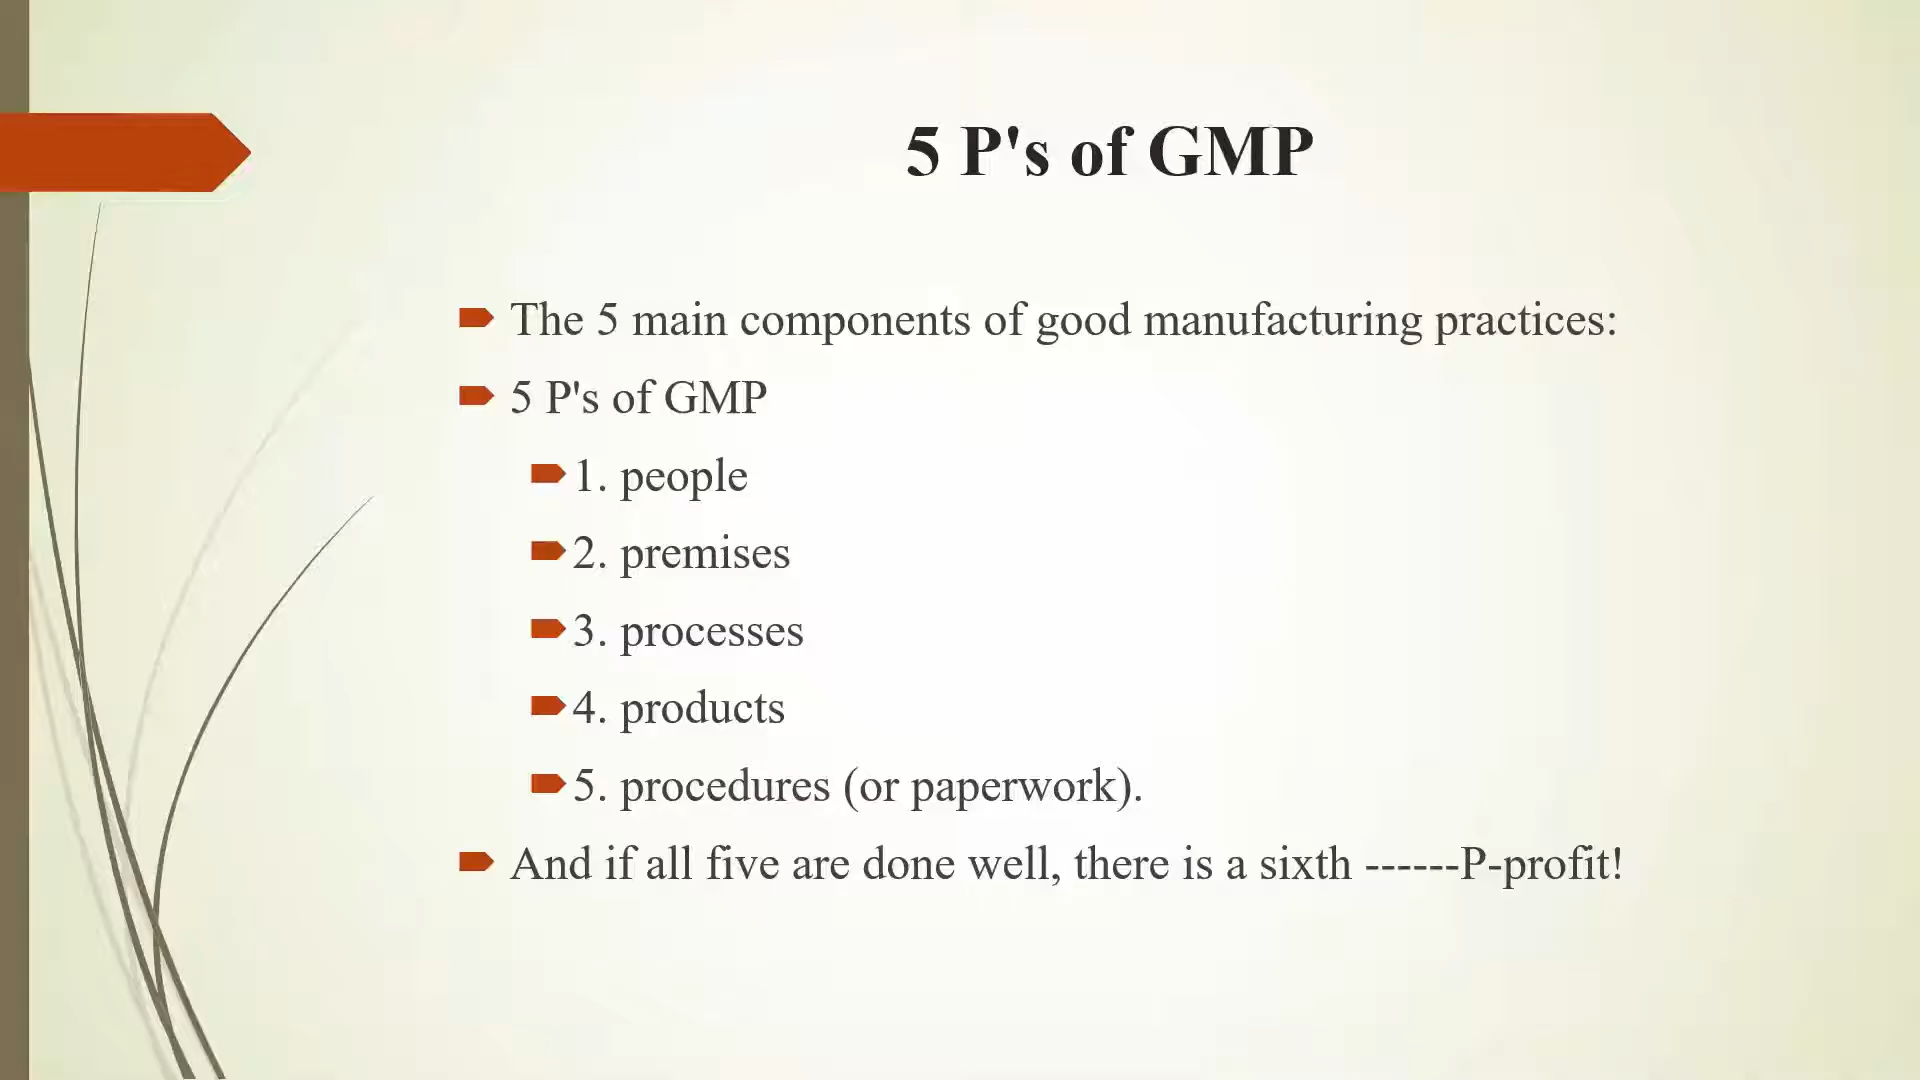 5 P's of GMP
The 5 main components of good manufacturing practices:
5 P's of GMP
1. people
2. premises
3. processes
4. products
5. procedures (or paperwork).
And if all five are done well, there is a sixth ------P-profit!